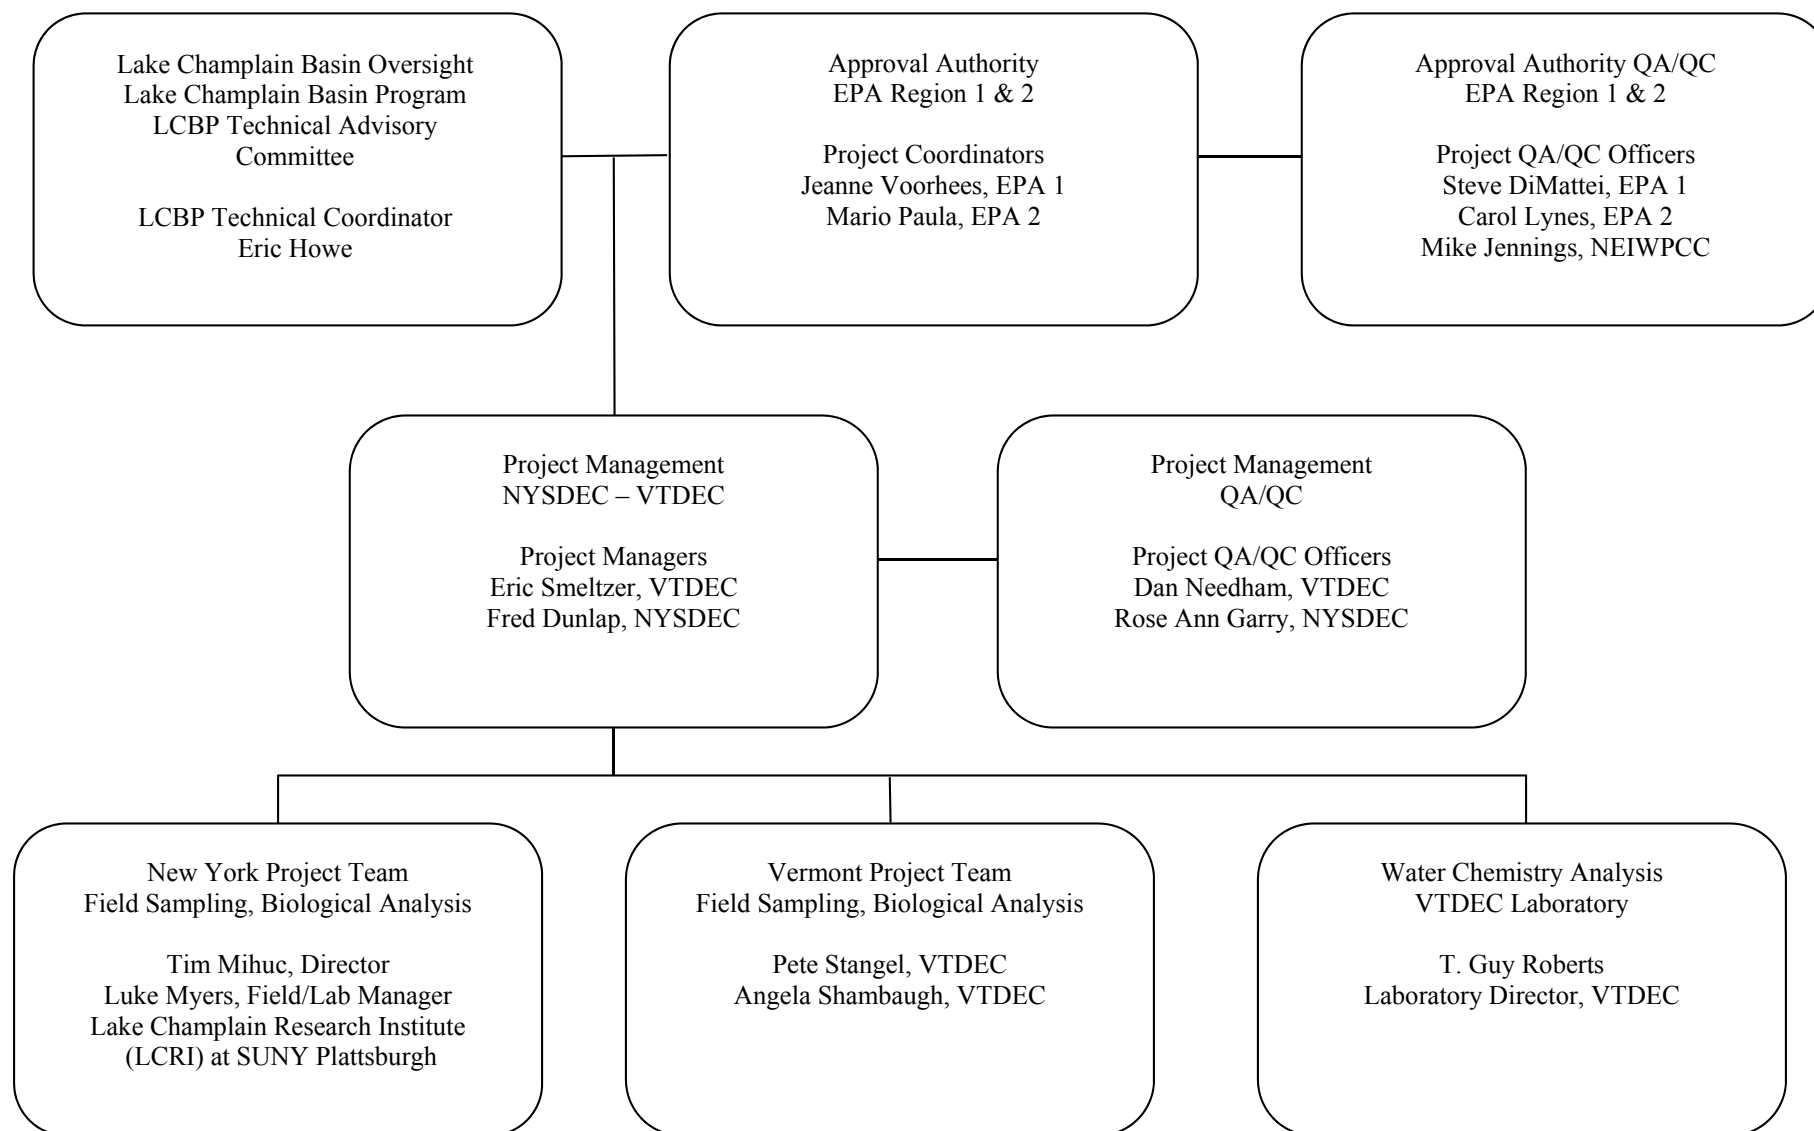 Lake Champlain Basin Oversight
Lake Champlain Basin Program
LCBP Technical Advisory
Committee
LCBP Technical Coordinator
Eric Howe
Approval Authority
EPA Region 1 & 2
Project Coordinators
Jeanne Voorhees, EPA 1
Mario Paula, EPA 2
Approval Authority QA/QC
EPA Region 1 & 2
Project QA/QC Officers
Steve DiMattei, EPA 1
Carol Lynes, EPA 2
Mike Jennings, NEIWPCC
Project Management
NYSDEC – VTDEC
Project Managers
Eric Smeltzer, VTDEC
Fred Dunlap, NYSDEC
Project Management
QA/QC
Project QA/QC Officers
Dan Needham, VTDEC
Rose Ann Garry, NYSDEC
New York Project Team
Field Sampling, Biological Analysis
Tim Mihuc, Director
Luke Myers, Field/Lab Manager
Lake Champlain Research Institute
(LCRI) at SUNY Plattsburgh
Vermont Project Team
Field Sampling, Biological Analysis
Pete Stangel, VTDEC
Angela Shambaugh, VTDEC
Water Chemistry Analysis
VTDEC Laboratory
T. Guy Roberts
Laboratory Director, VTDEC